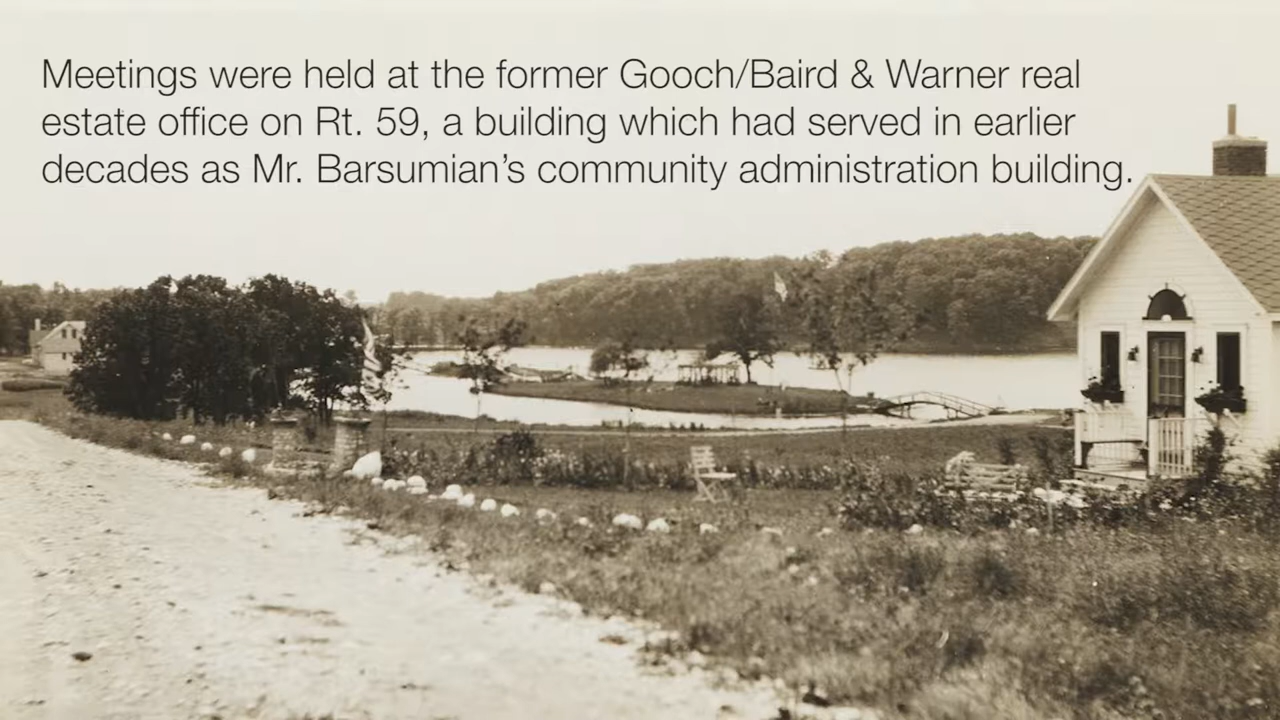 Meetings were held at the former Gooch/Baird & Warner real
estate office on Rt. 59, a building which had served in earlier
decades as Mr. Barsumian’s community administration building.